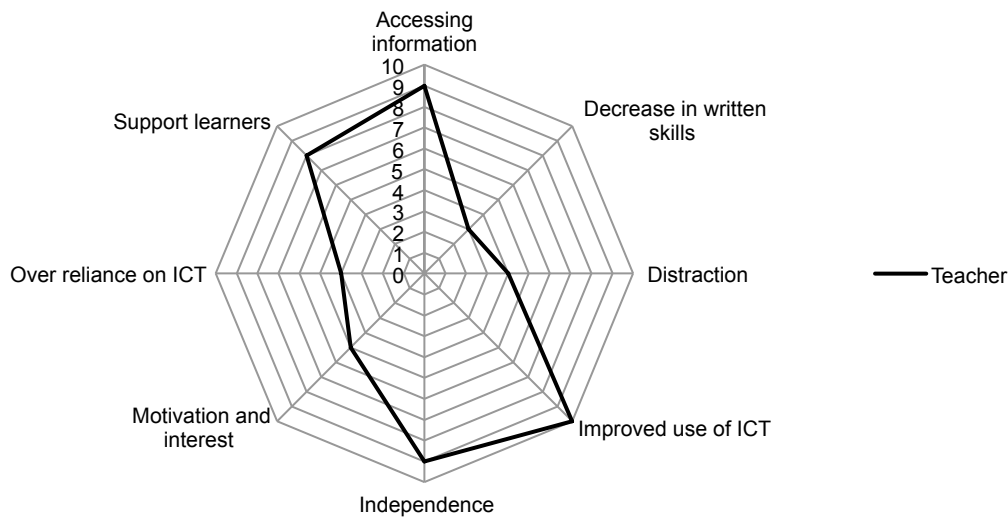 Accessing
information
10
9
8
7
6
5
4
3
2
1
0
Decrease in written
skills
Distraction
Improved use of ICT
Independence
Motivation and
interest
Over reliance on ICT
Support learners
Teacher